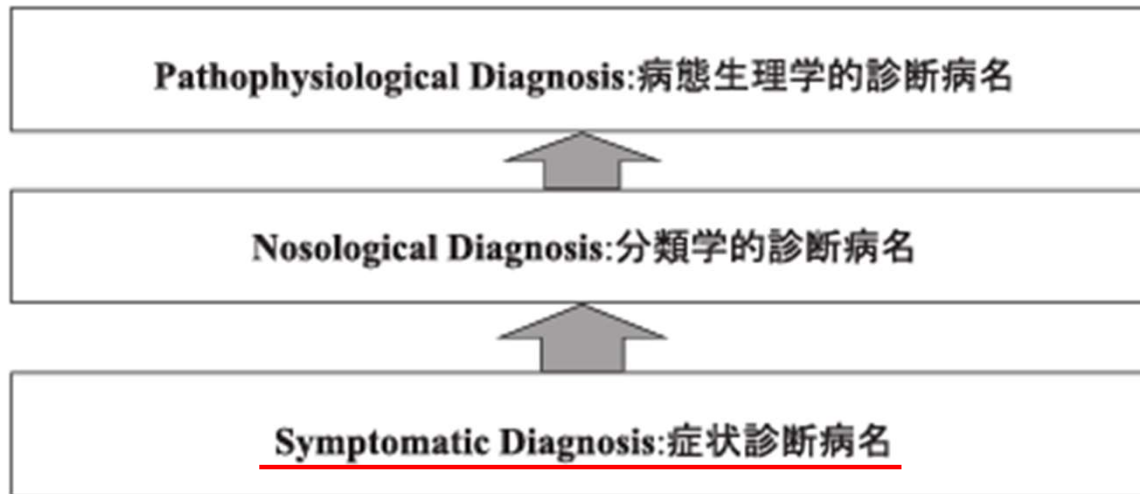 Pathophysiological Diagnosis:病態生理学的診断病名
Nosological Diagnosis:分類学的診断病名
Symptomatic Diagnosis:症状診断病名